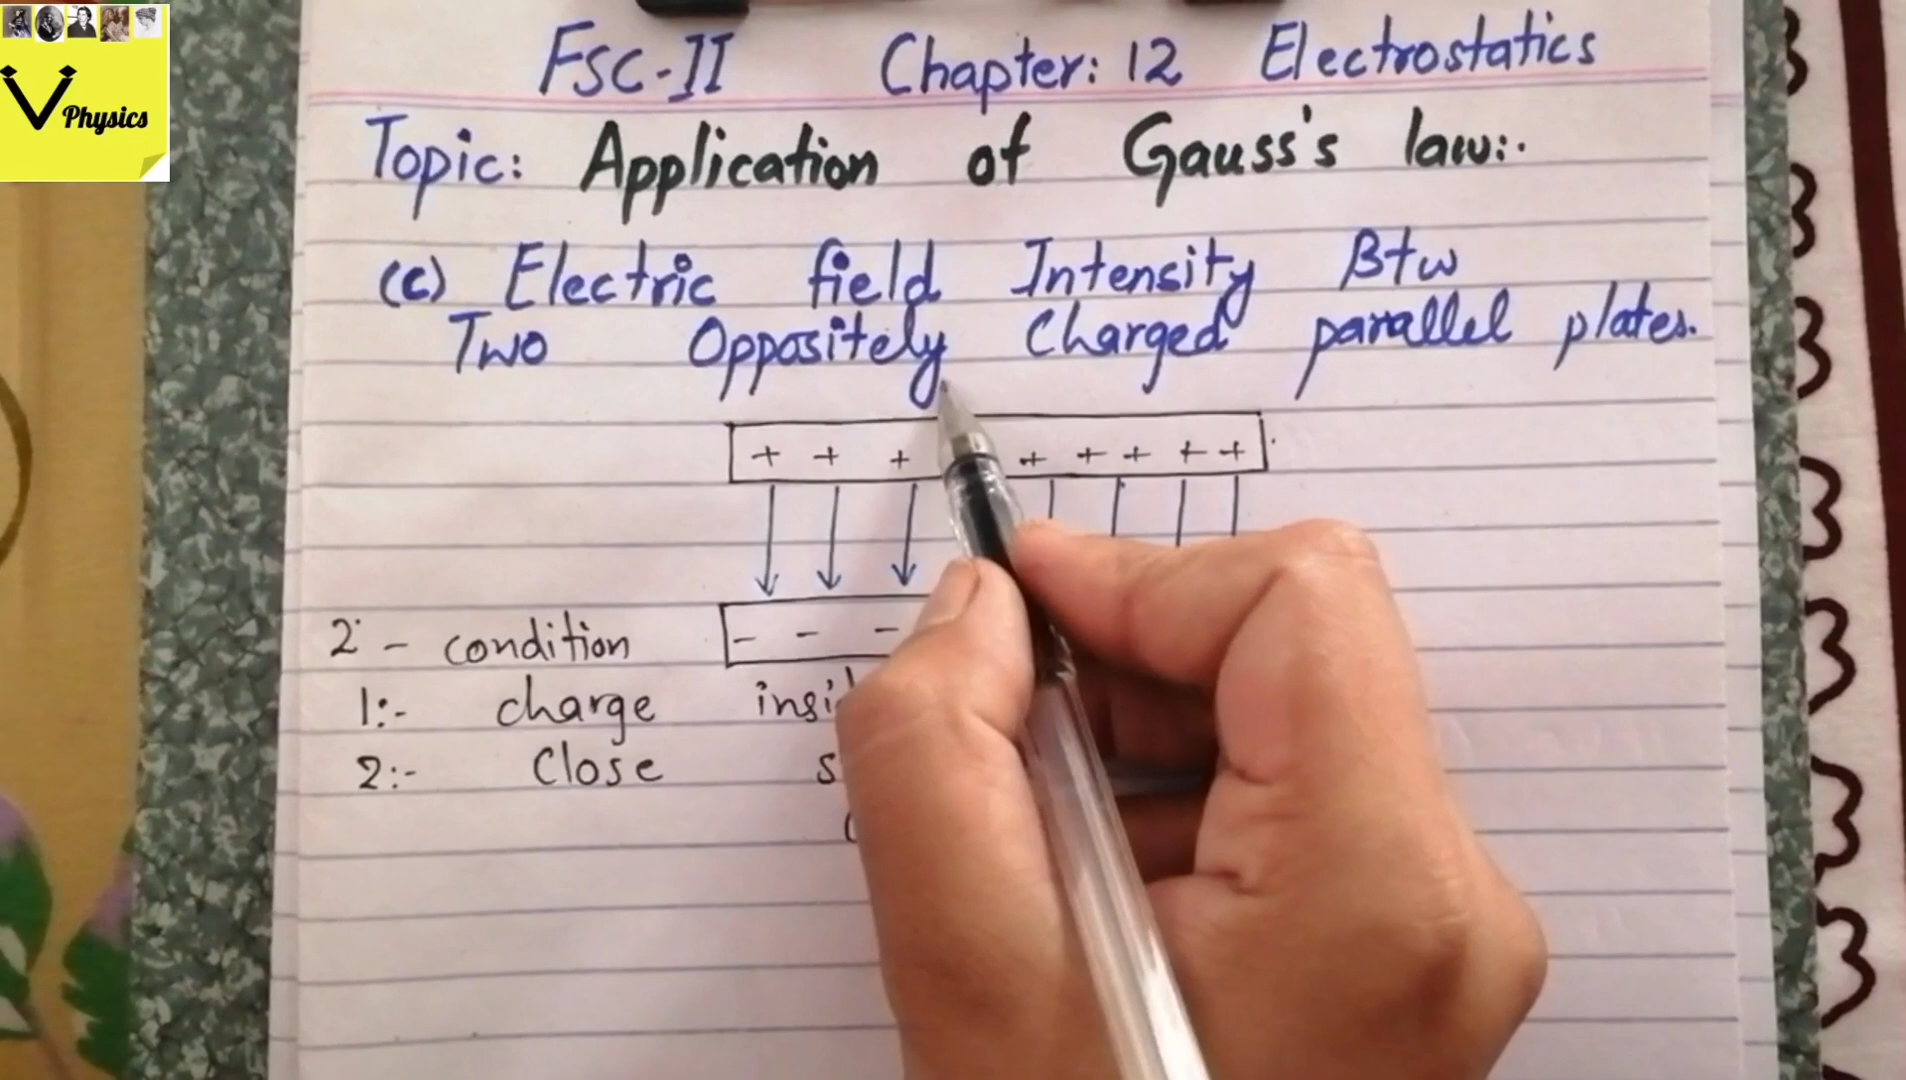 V Physics
FSC-II Chapter: 12 Electrostatics
Topic: Application of Gauss's law:.
(c) Electric field Intensity Btw
Two Oppositely Charged parallel plates.
+ + + + + + + +
- - -
2 - condition
1:- charge
2:- Close